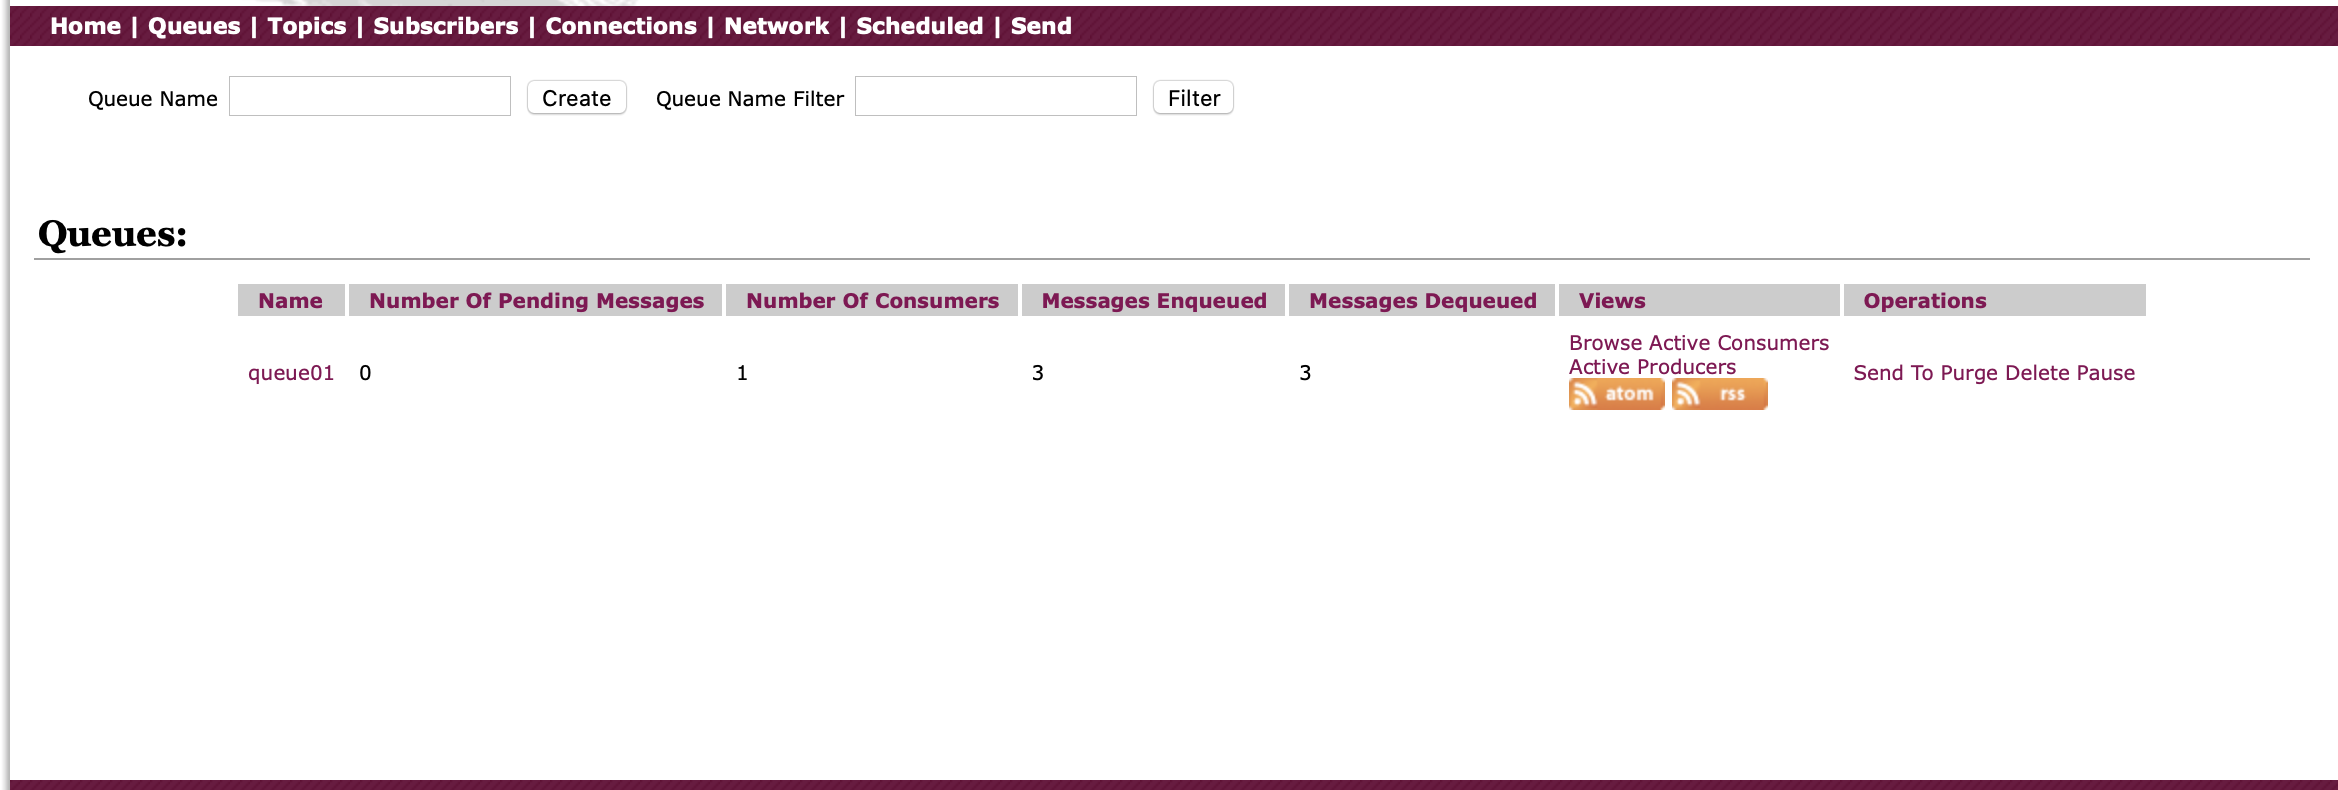 Home | Queues | Topics | Subscribers | Connections | Network | Scheduled | Send
Queue Name Create Queue Name Filter Filter
Queues:
Name Number Of Pending Messages Number Of Consumers Messages Enqueued Messages Dequeued Views Operations
queue01 0 1 3 3 Browse Active Consumers
Active Producers
atom rss
Send To Purge Delete Pause